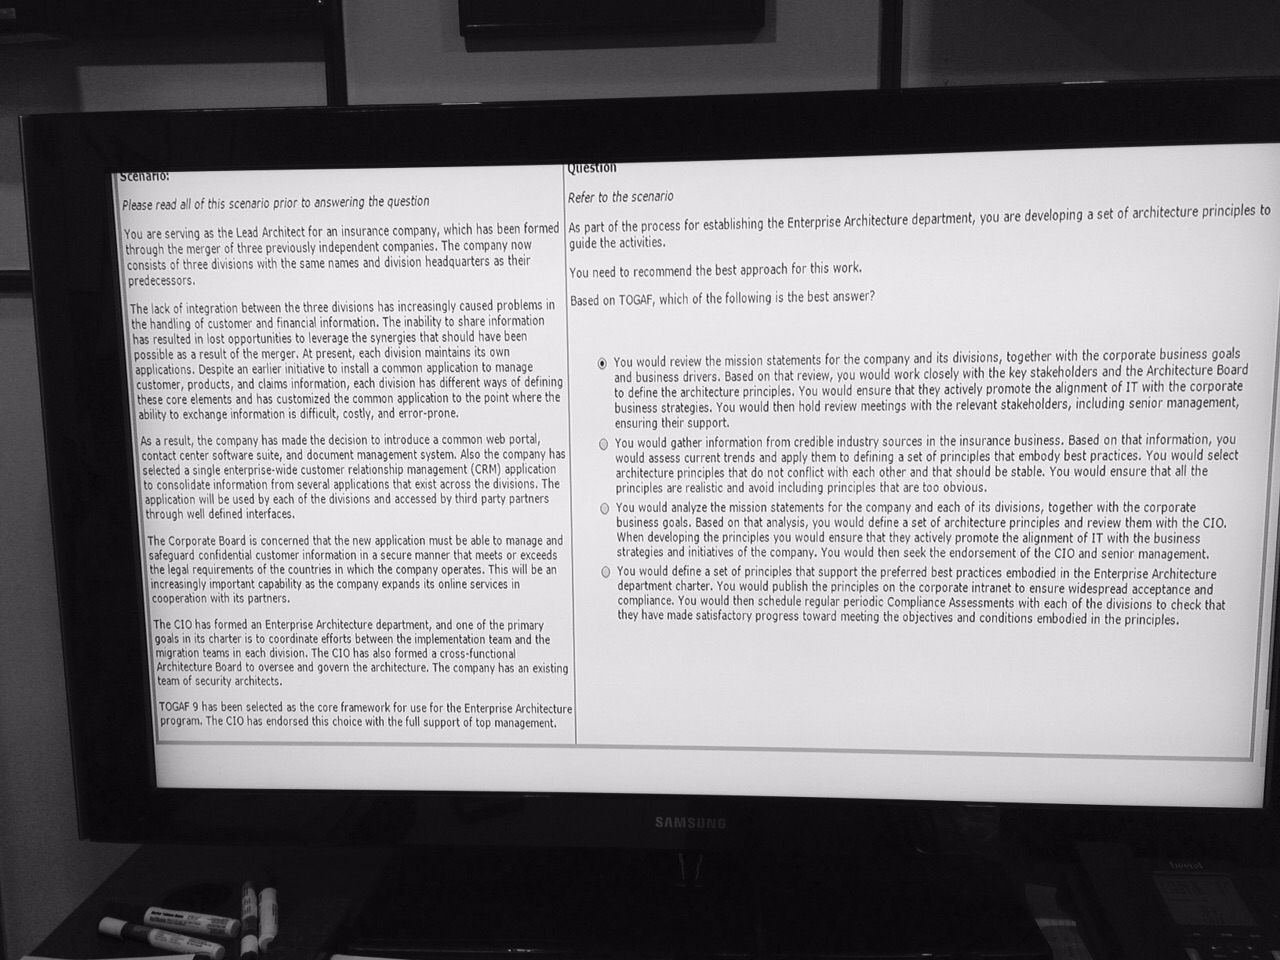 Scenario:
Please read all of this scenario prior to answering the question
You are serving as the Lead Architect for an insurance company, which has been formed
through the merger of three previously independent companies. The company now
consists of three divisions with the same names and division headquarters as their
predecessors.
The lack of integration between the three divisions has increasingly caused problems in
the handling of customer and financial information. The inability to share information
has resulted in lost opportunities to leverage the synergies that should have been
possible as a result of the merger. At present, each division maintains its own
applications. Despite an earlier initiative to install a common application to manage
customer, products, and claims information, each division has different ways of defining
these core elements and has customized the common application to the point where the
ability to exchange information is difficult, costly, and error-prone.
As a result, the company has made the decision to introduce a common web portal,
contact center software suite, and document management system. Also the company has
selected a single enterprise-wide customer relationship management (CRM) application
to consolidate information from several applications that exist across the divisions. The
application will be used by each of the divisions and accessed by third party partners
through well defined interfaces.
The Corporate Board is concerned that the new application must be able to manage and
safeguard confidential customer information in a secure manner that meets or exceeds
the legal requirements of the countries in which the company operates. This will be an
increasingly important capability as the company expands its online services in
cooperation with its partners.
The CIO has formed an Enterprise Architecture department, and one of the primary
goals in its charter is to coordinate efforts between the implementation team and the
migration teams in each division. The CIO has also formed a cross-functional
Architecture Board to oversee and govern the architecture. The company has an existing
team of security architects.
TOGAF 9 has been selected as the core framework for use for the Enterprise Architecture
program. The CIO has endorsed this choice with the full support of top management.
Question
Refer to the scenario
As part of the process for establishing the Enterprise Architecture department, you are developing a set of architecture principles to
guide the activities.
You need to recommend the best approach for this work.
Based on TOGAF, which of the following is the best answer?
You would review the mission statements for the company and its divisions, together with the corporate business goals
and business drivers. Based on that review, you would work closely with the key stakeholders and the Architecture Board
to define the architecture principles. You would ensure that they actively promote the alignment of IT with the corporate
business strategies. You would then hold review meetings with the relevant stakeholders, including senior management,
ensuring their support.
You would gather information from credible industry sources in the insurance business. Based on that information, you
would assess current trends and apply them to defining a set of principles that embody best practices. You would select
architecture principles that do not conflict with each other and that should be stable. You would ensure that all the
principles are realistic and avoid including principles that are too obvious.
You would analyze the mission statements for the company and each of its divisions, together with the corporate
business goals. Based on that analysis, you would define a set of architecture principles and review them with the CIO.
When developing the principles you would ensure that they actively promote the alignment of IT with the business
strategies and initiatives of the company. You would then seek the endorsement of the CIO and senior management.
You would define a set of principles that support the preferred best practices embodied in the Enterprise Architecture
department charter. You would publish the principles on the corporate intranet to ensure widespread acceptance and
compliance. You would then schedule regular periodic Compliance Assessments with each of the divisions to check that
they have made satisfactory progress toward meeting the objectives and conditions embodied in the principles.
SAMSUNG